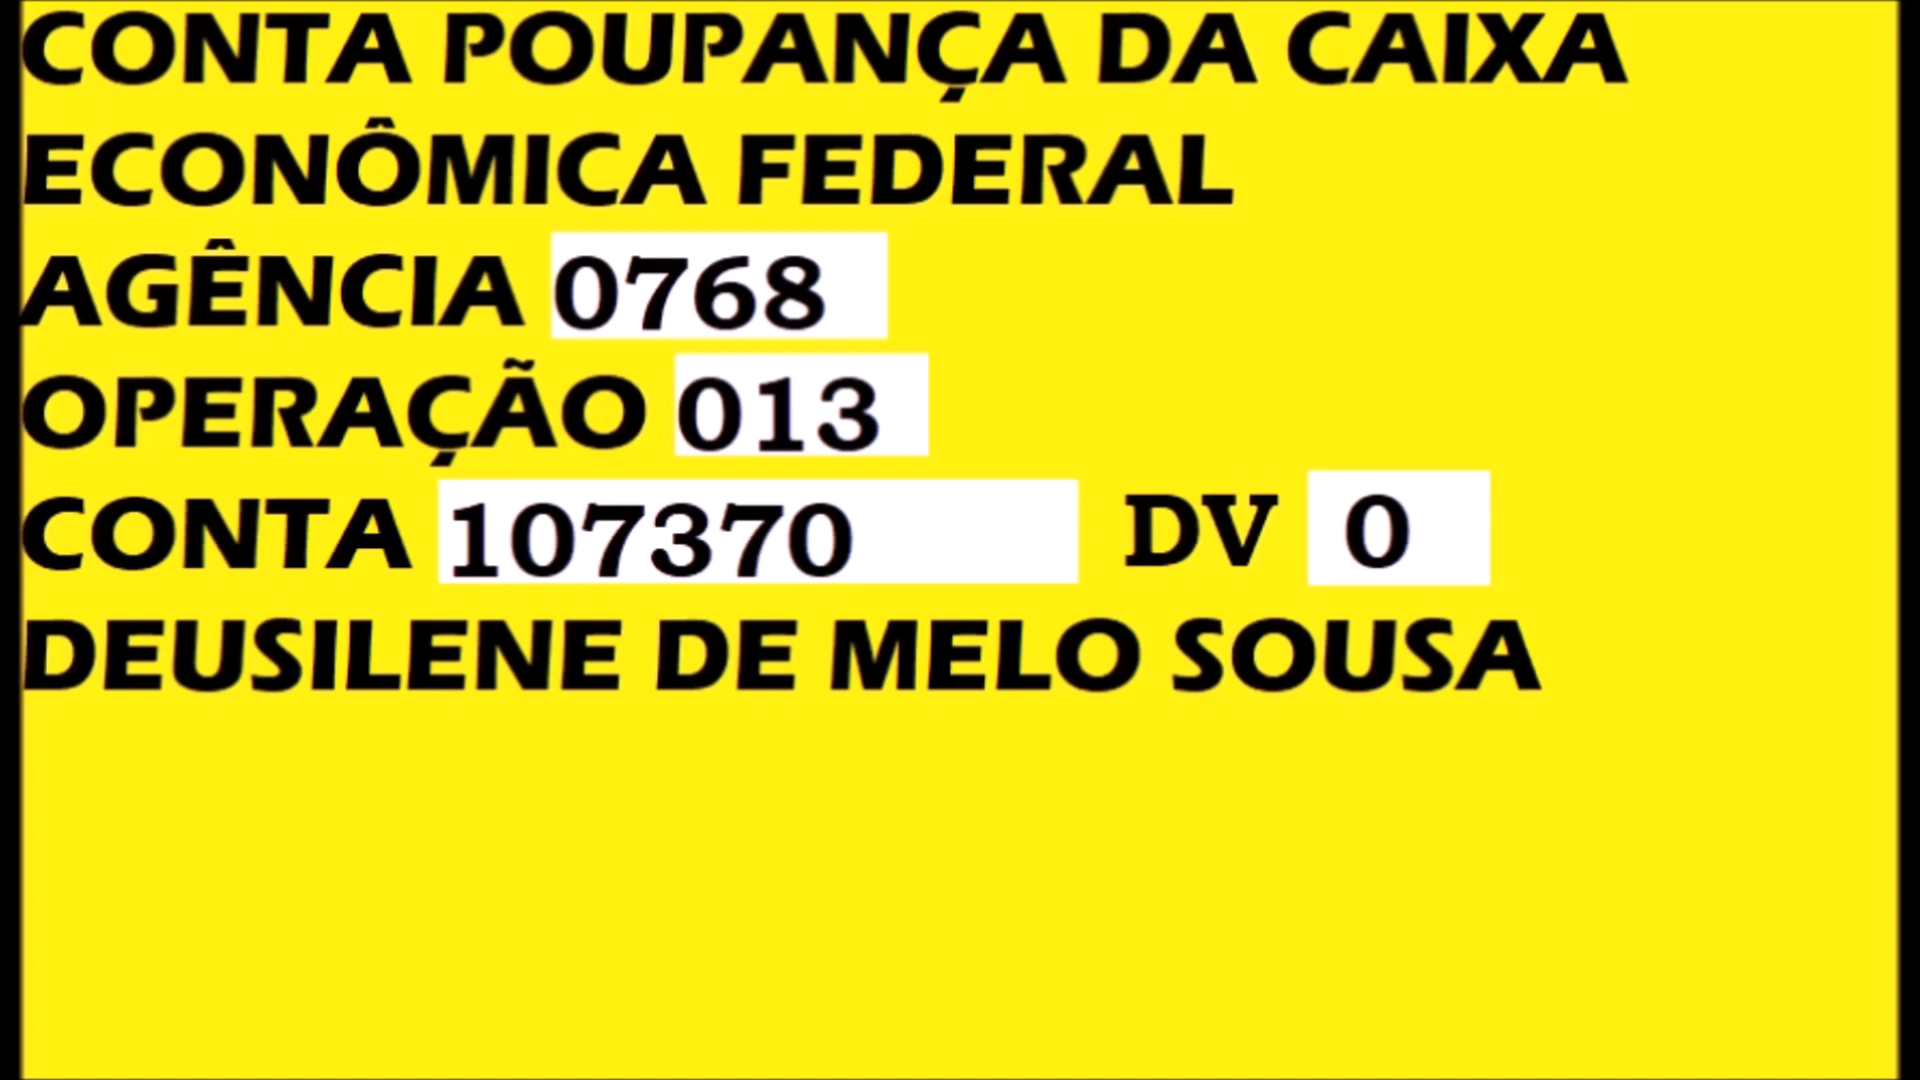 CONTA POUPANÇA DA CAIXA
ECONÔMICA FEDERAL
AGÊNCIA 0768
OPERAÇÃO 013
CONTA 107370 DV 0
DEUSILENE DE MELO SOUSA